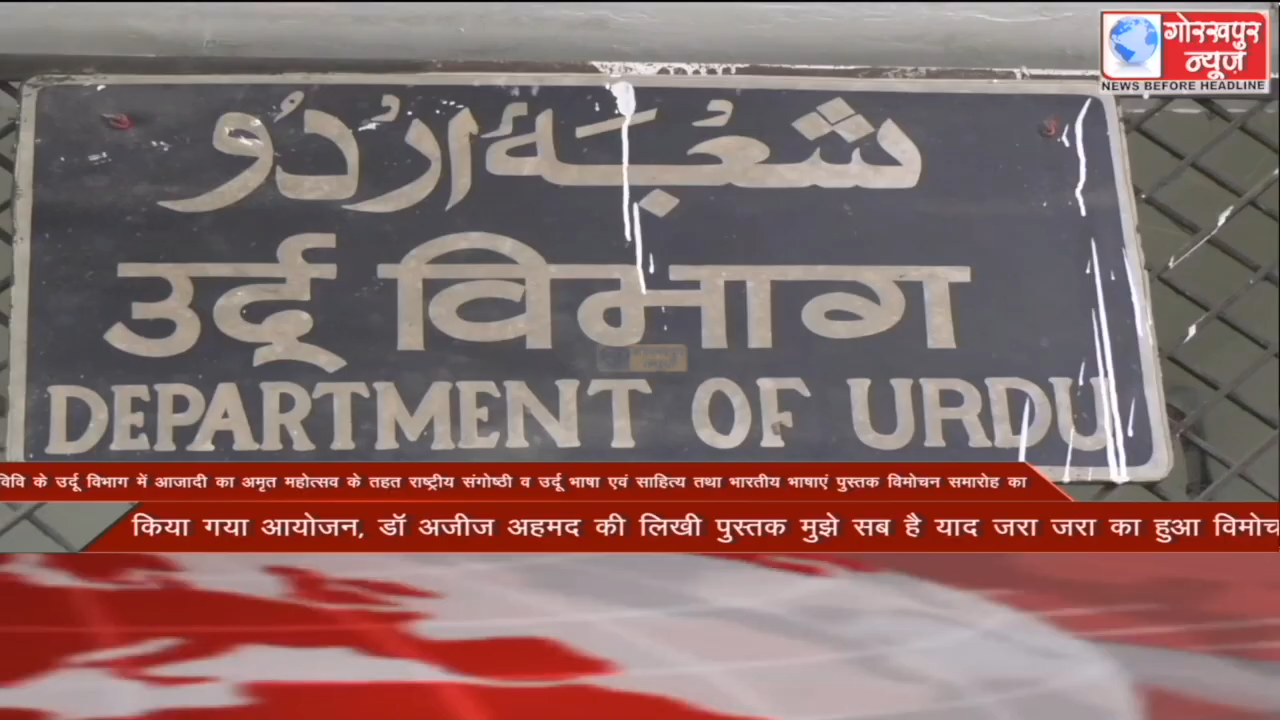 गोरखपुर
न्यूज़
NEWS BEFORE HEADLINE
شعبۂ اردو
उर्दू विभाग
DEPARTMENT OF URDU
विवि के उर्दू विभाग में आजादी का अमृत महोत्सव के तहत राष्ट्रीय संगोष्ठी व उर्दू भाषा एवं साहित्य तथा भारतीय भाषाएं पुस्तक विमोचन समारोह का
किया गया आयोजन, डॉ अजीज अहमद की लिखी पुस्तक मुझे सब है याद जरा जरा का हुआ